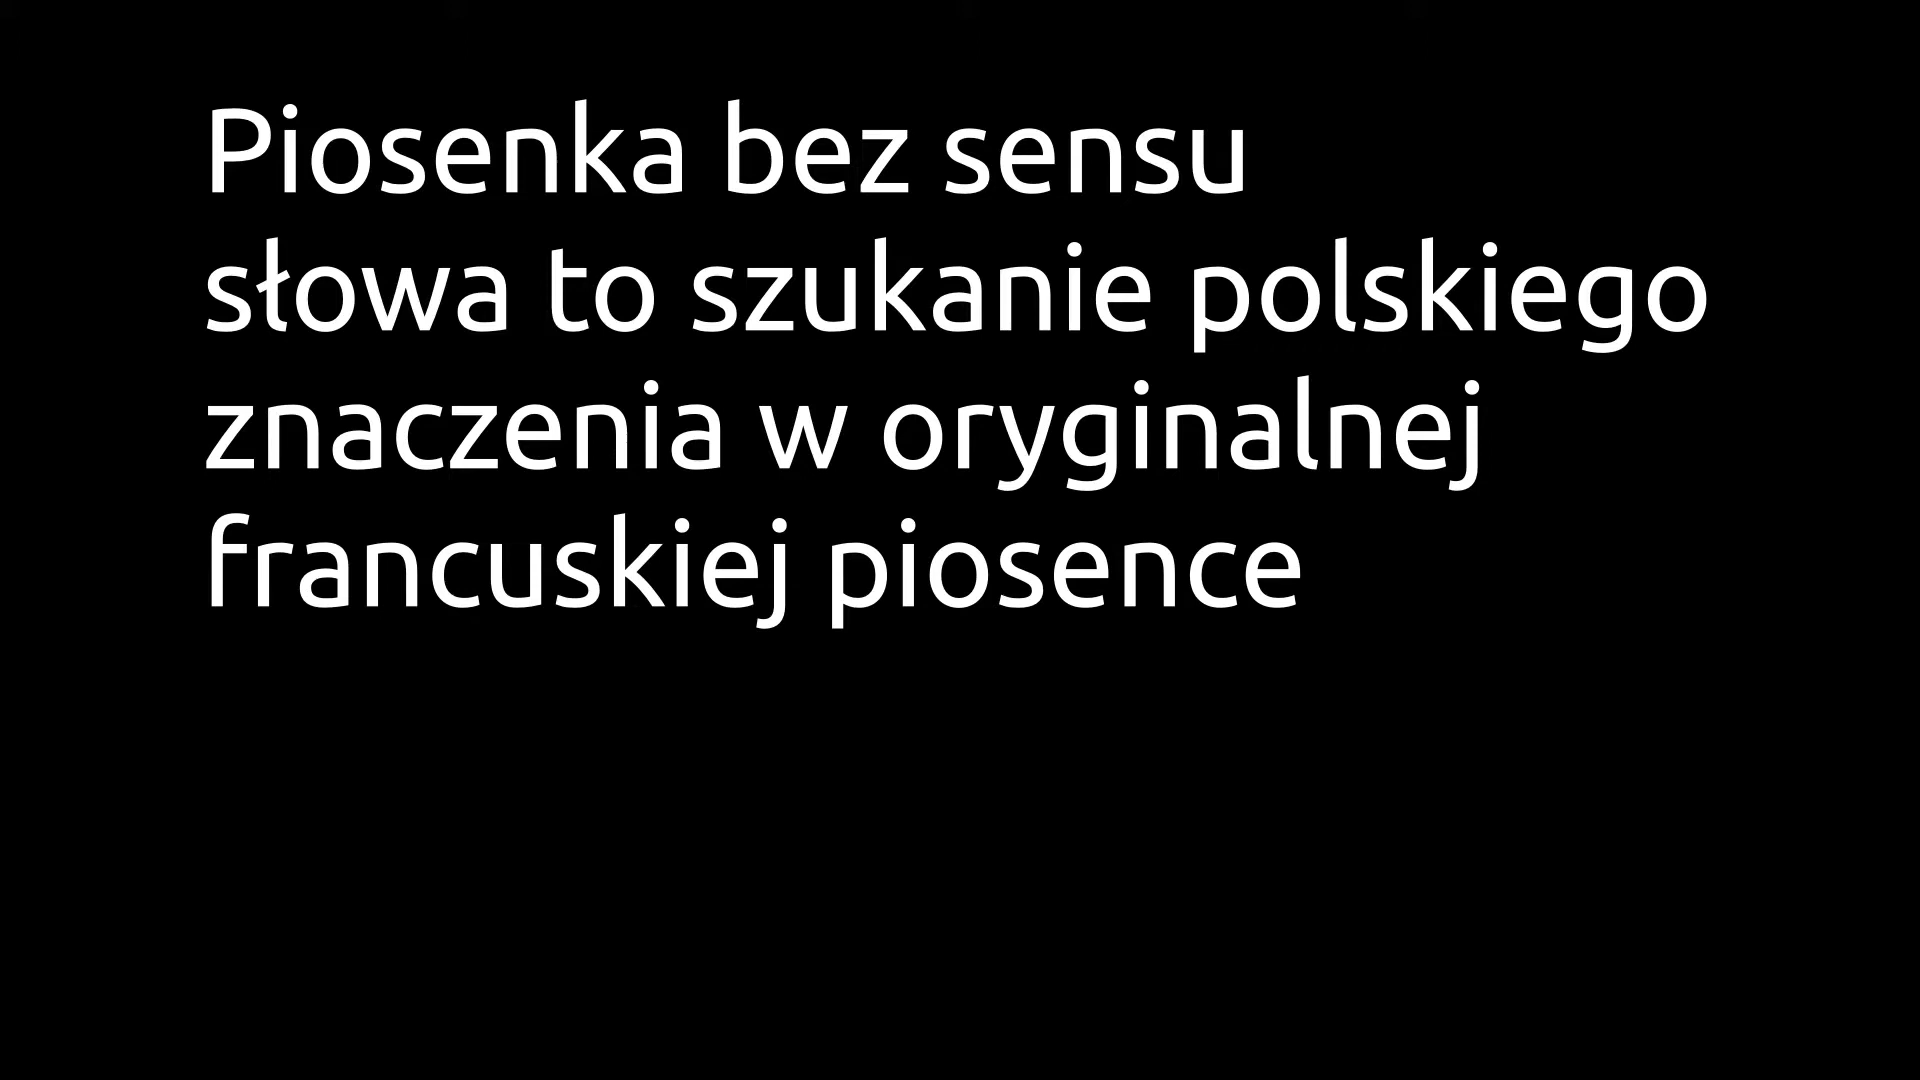 Piosenka bez sensu
słowa to szukanie polskiego
znaczenia w oryginalnej
francuskiej piosence